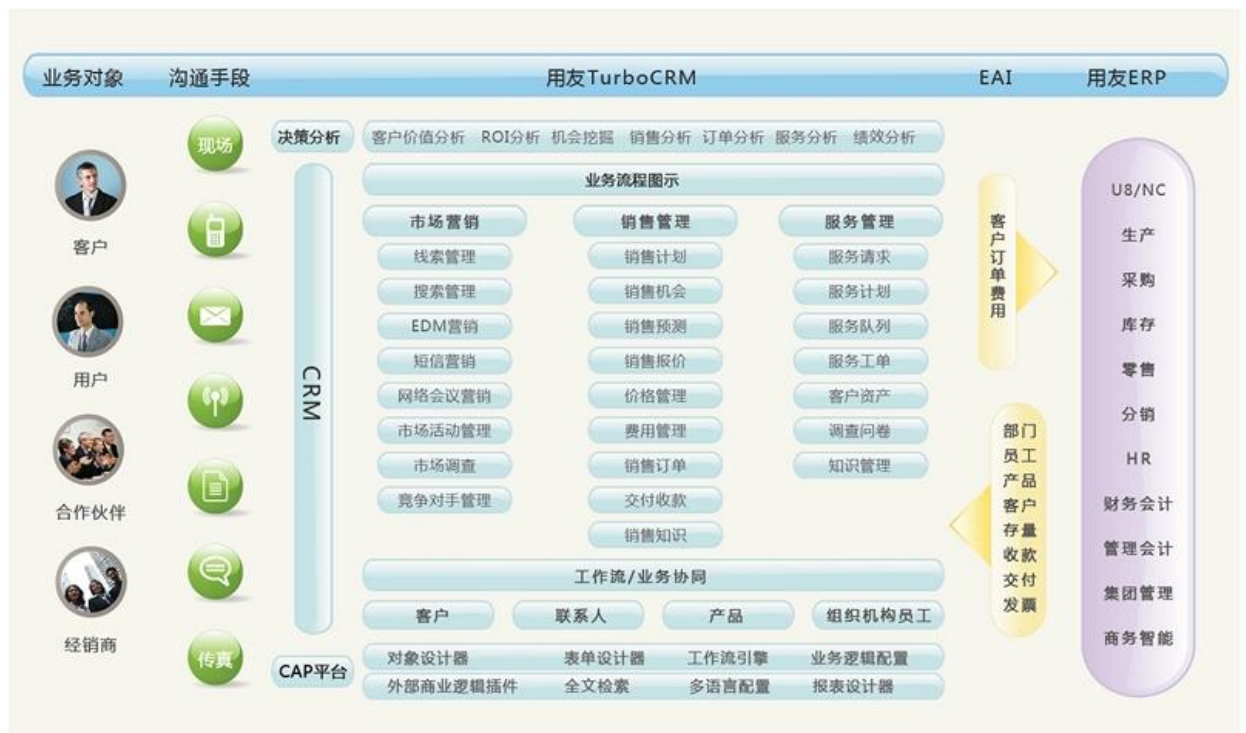 业务对象 沟通手段 用友TurboCRM EAI 用友ERP
客户
用户
合作伙伴
经销商
现场
传真
决策分析 客户价值分析 ROI分析 机会挖掘 销售分析 订单分析 服务分析 绩效分析
CRM
业务流程图示
市场营销
线索管理
搜索管理
EDM营销
短信营销
网络会议营销
市场活动管理
市场调查
竞争对手管理
销售管理
销售计划
销售机会
销售预测
销售报价
价格管理
费用管理
销售订单
交付收款
销售知识
服务管理
服务请求
服务计划
服务队列
服务工单
客户资产
调查问卷
知识管理
工作流/业务协同
客户 联系人 产品 组织机构员工
CAP平台
对象设计器 表单设计器 工作流引擎 业务逻辑配置
外部商业逻辑插件 全文检索 多语言配置 报表设计器
客户订单费用
部门
员工
产品
客户
存量
收款
交付
发票
U8/NC
生产
采购
库存
零售
分销
HR
财务会计
管理会计
集团管理
商务智能